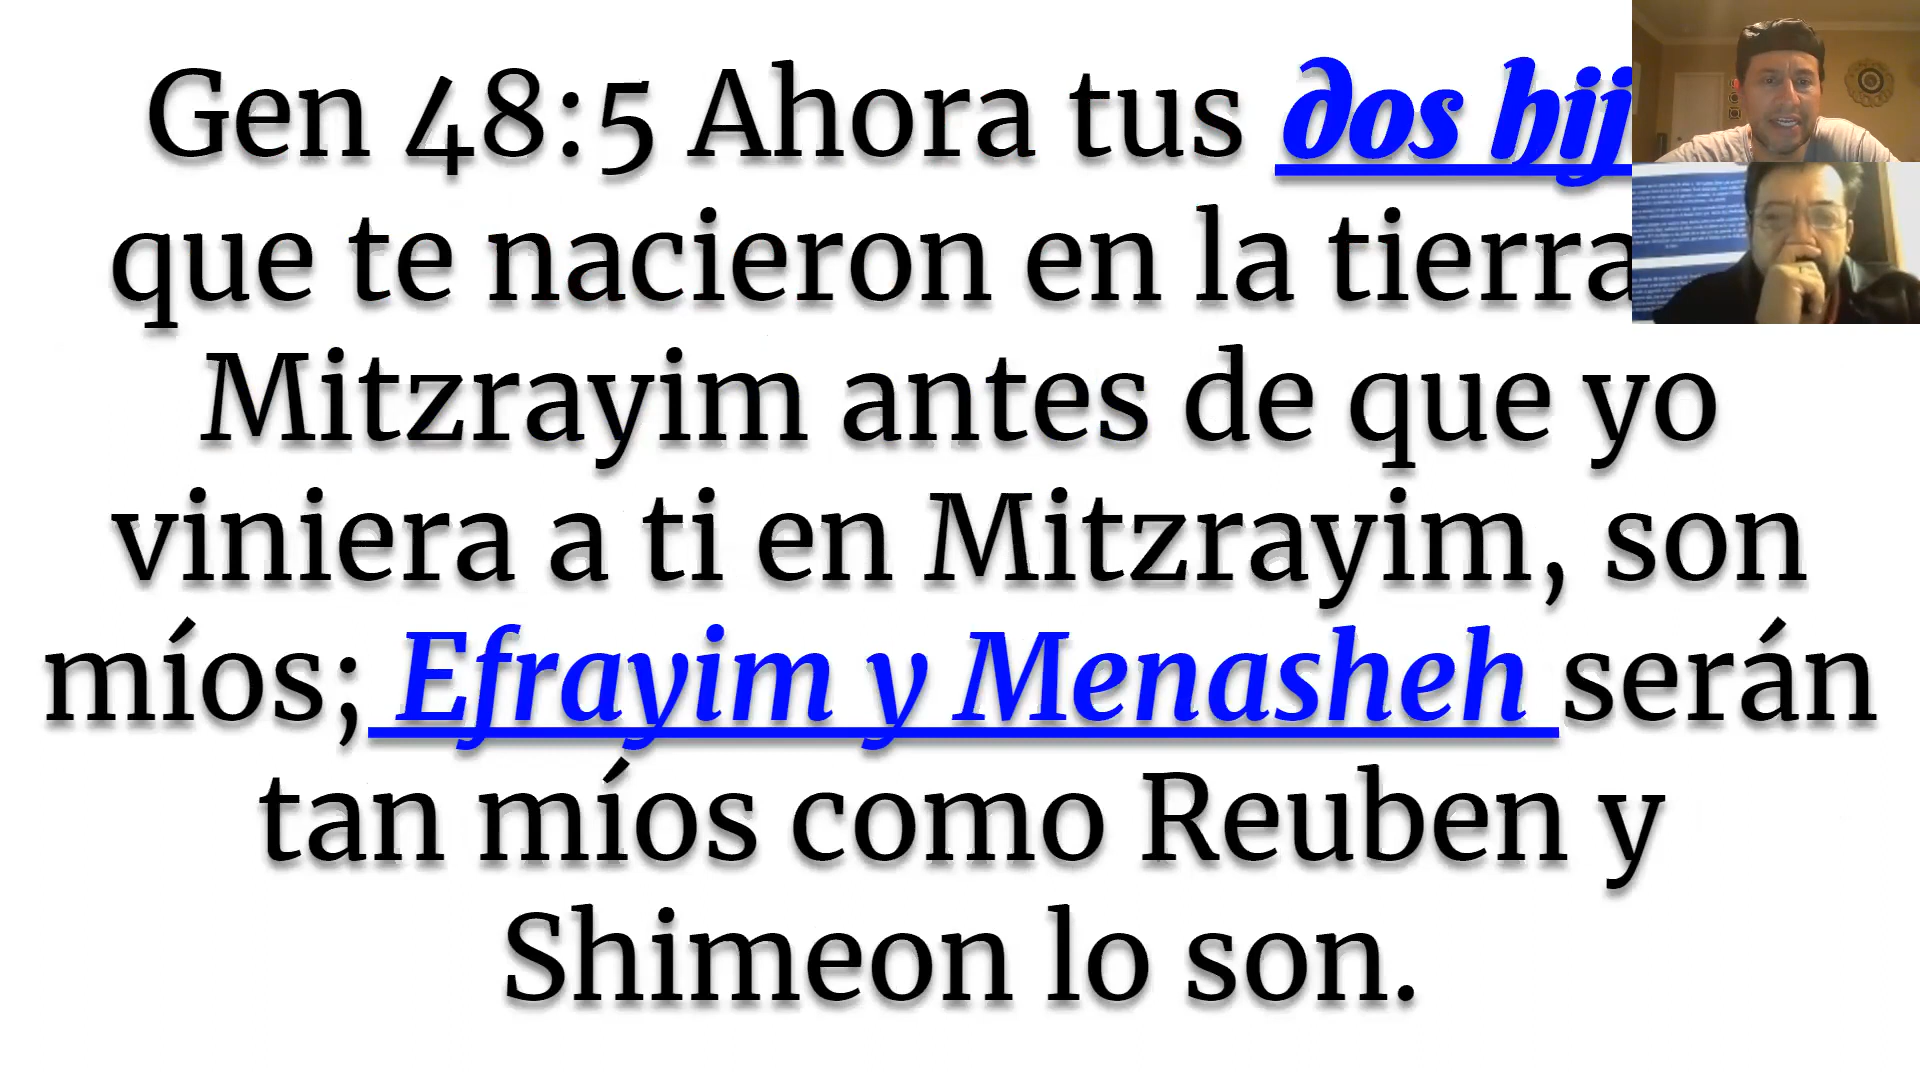 Gen 48:5 Ahora tus dos hij
que te nacieron en la tierra
Mitzrayim antes de que yo
viniera a ti en Mitzrayim, son
míos; Efrayim y Menasheh serán
tan míos como Reuben y
Shimeon lo son.